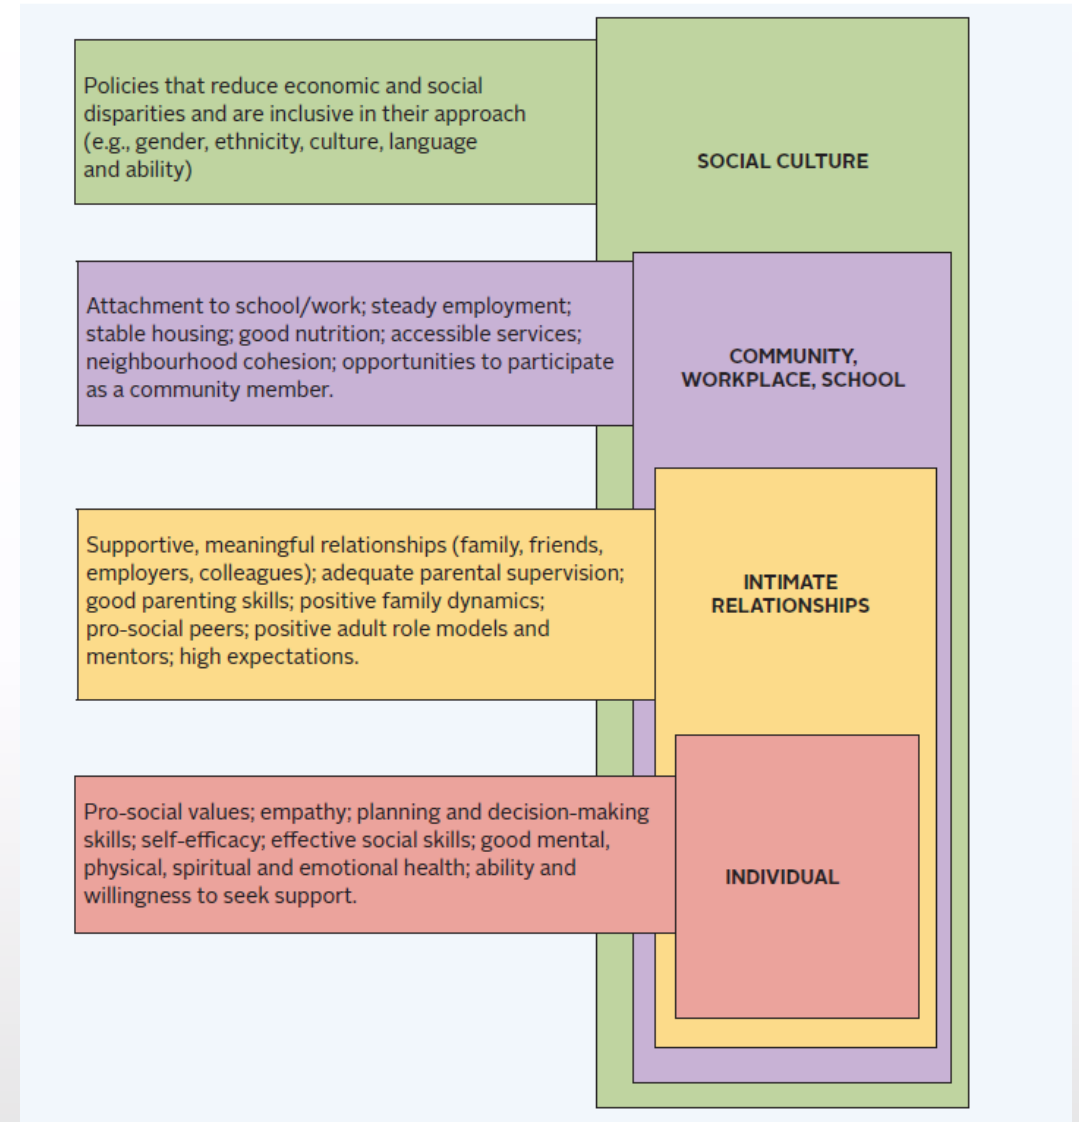 Policies that reduce economic and social
disparities and are inclusive in their approach
(e.g., gender, ethnicity, culture, language
and ability)
SOCIAL CULTURE
Attachment to school/work; steady employment;
stable housing; good nutrition; accessible services;
neighbourhood cohesion; opportunities to participate
as a community member.
COMMUNITY,
WORKPLACE, SCHOOL
Supportive, meaningful relationships (family, friends,
employers, colleagues); adequate parental supervision;
good parenting skills; positive family dynamics;
pro-social peers; positive adult role models and
mentors; high expectations.
INTIMATE
RELATIONSHIPS
Pro-social values; empathy; planning and decision-making
skills; self-efficacy; effective social skills; good mental,
physical, spiritual and emotional health; ability and
willingness to seek support.
INDIVIDUAL